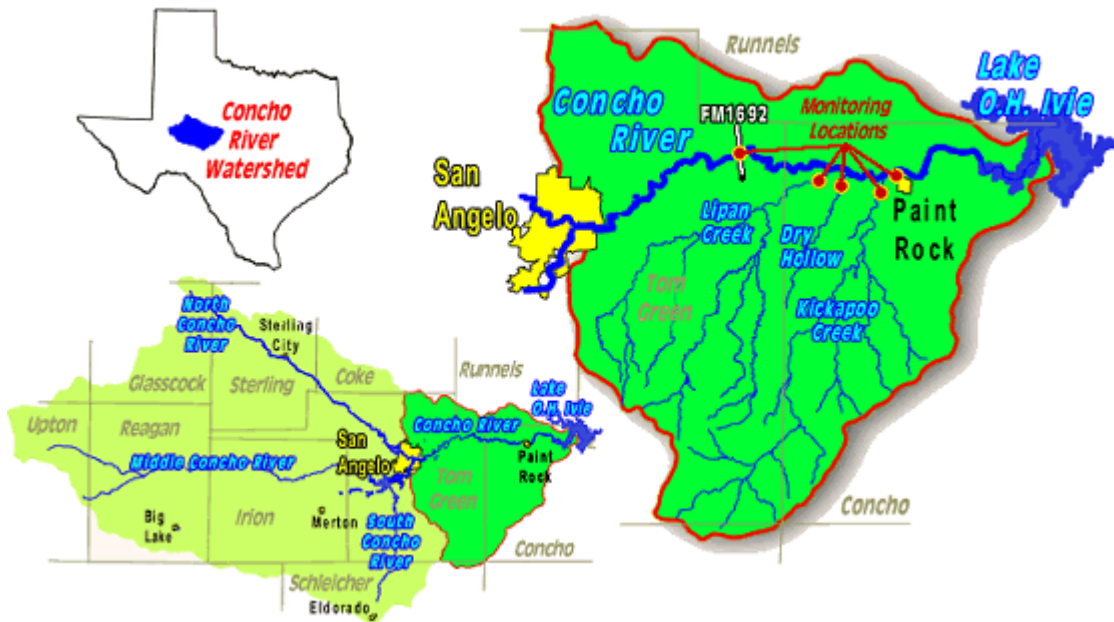 Concho
River
Watershed
Runnels
Lake
O.H. Ivie
Concho
River
FM1692
Monitoring
Locations
San
Angelo
Lipan
Creek
Dry
Hollow
Paint
Rock
Tom
Green
Kickapoo
Creek
Concho
North
Concho
River
Sterling
City
Glasscock
Sterling
Coke
Runnels
Lake
O.H. Ivie
Upton
Reagan
Concho River
San
Angelo
Middle Concho River
Paint
Rock
Tom
Green
Big
Lake
Irion
Merton
South
Concho
River
Concho
Schleicher
Eldorado